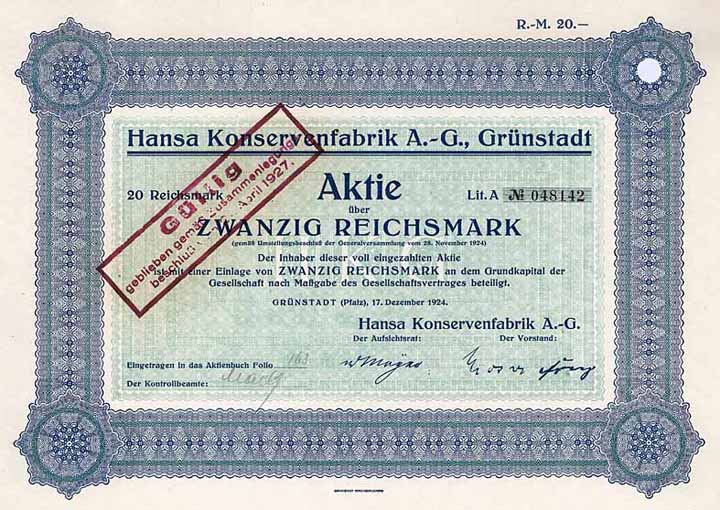 R.-M. 20.—
Hansa Konservenfabrik A.-G., Grünstadt
20 Reichsmark
Aktie
Lit. A № 048142
über
ZWANZIG REICHSMARK
(gemäß Umstellungsbeschluß der Generalversammlung vom 28. November 1924)
Der Inhaber dieser voll eingezahlten Aktie
ist mit einer Einlage von ZWANZIG REICHSMARK an dem Grundkapital der
Gesellschaft nach Maßgabe des Gesellschaftsvertrages beteiligt.
GRÜNSTADT (Pfalz), 17. Dezember 1924.
Hansa Konservenfabrik A.-G.
Der Aufsichtsrat: Der Vorstand:
Eingetragen in das Aktienbuch Folio 163
Der Kontrollbeamte:
Gültig
geblieben gemäß Zusammenlegungs
beschluß April 1927.